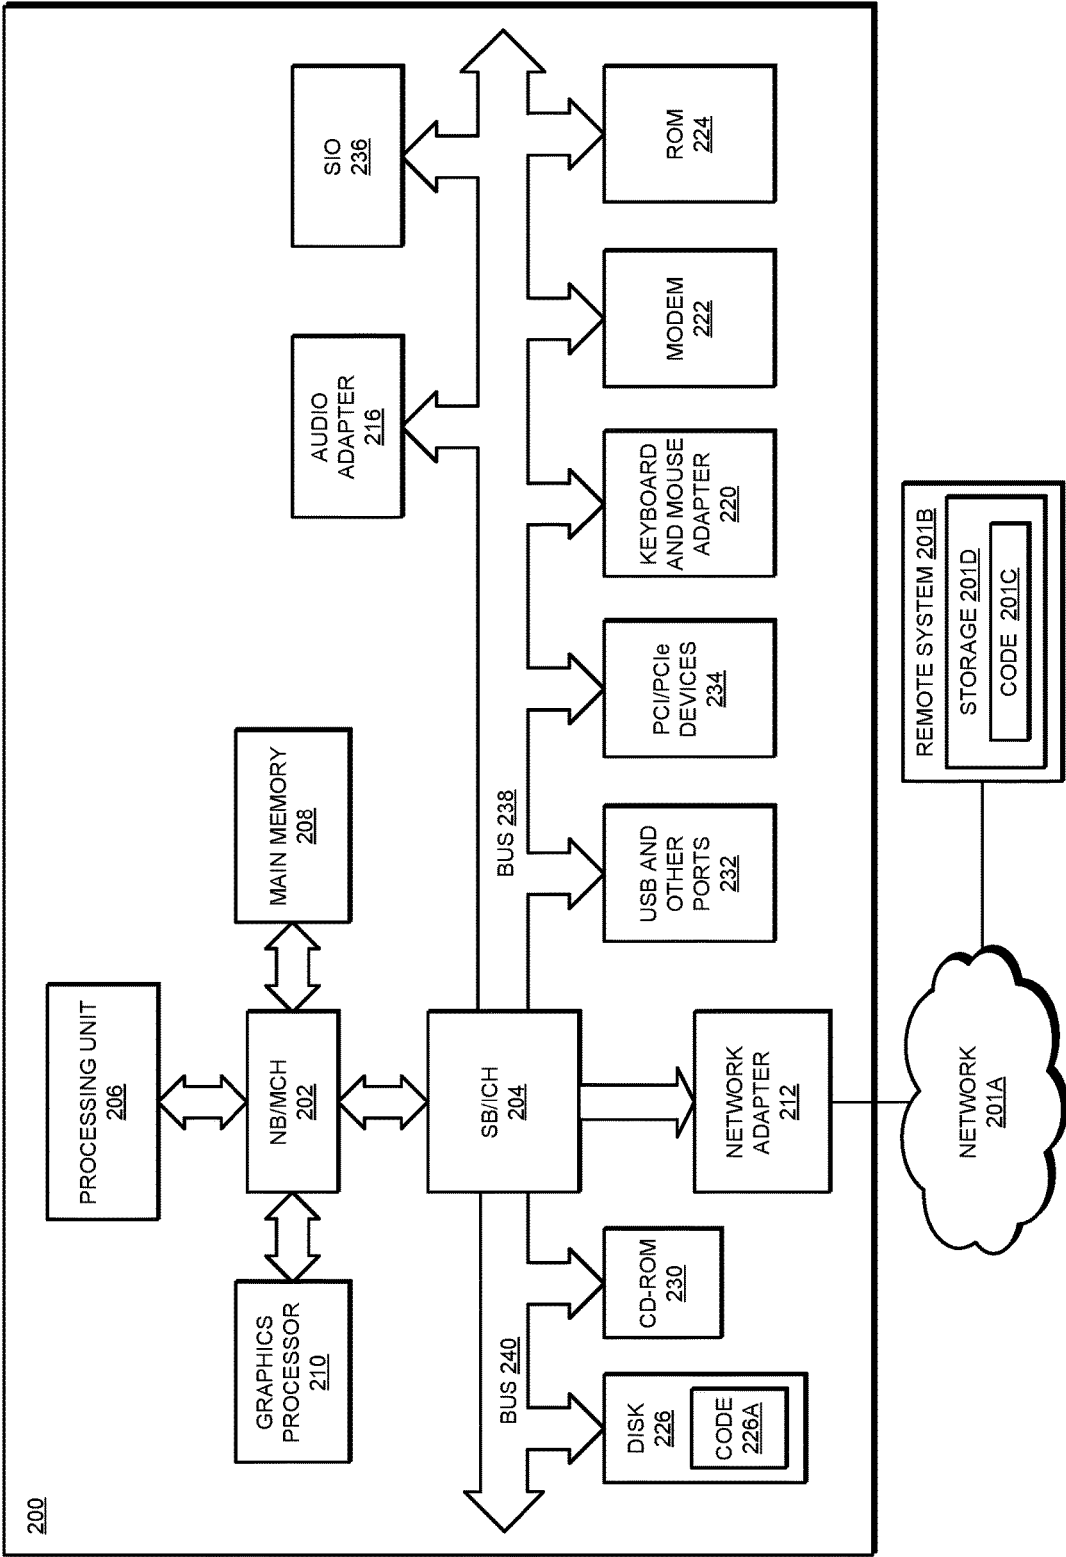 200
PROCESSING UNIT
206
GRAPHICS
PROCESSOR
210
NB/MCH
202
MAIN MEMORY
208
AUDIO
ADAPTER
216
SIO
236
SB/ICH
204
BUS 240
BUS 238
DISK
226
CODE
226A
CD-ROM
230
NETWORK
ADAPTER
212
USB AND
OTHER
PORTS
232
PCI/PCIe
DEVICES
234
KEYBOARD
AND MOUSE
ADAPTER
220
MODEM
222
ROM
224
NETWORK
201A
REMOTE SYSTEM 201B
STORAGE 201D
CODE 201C